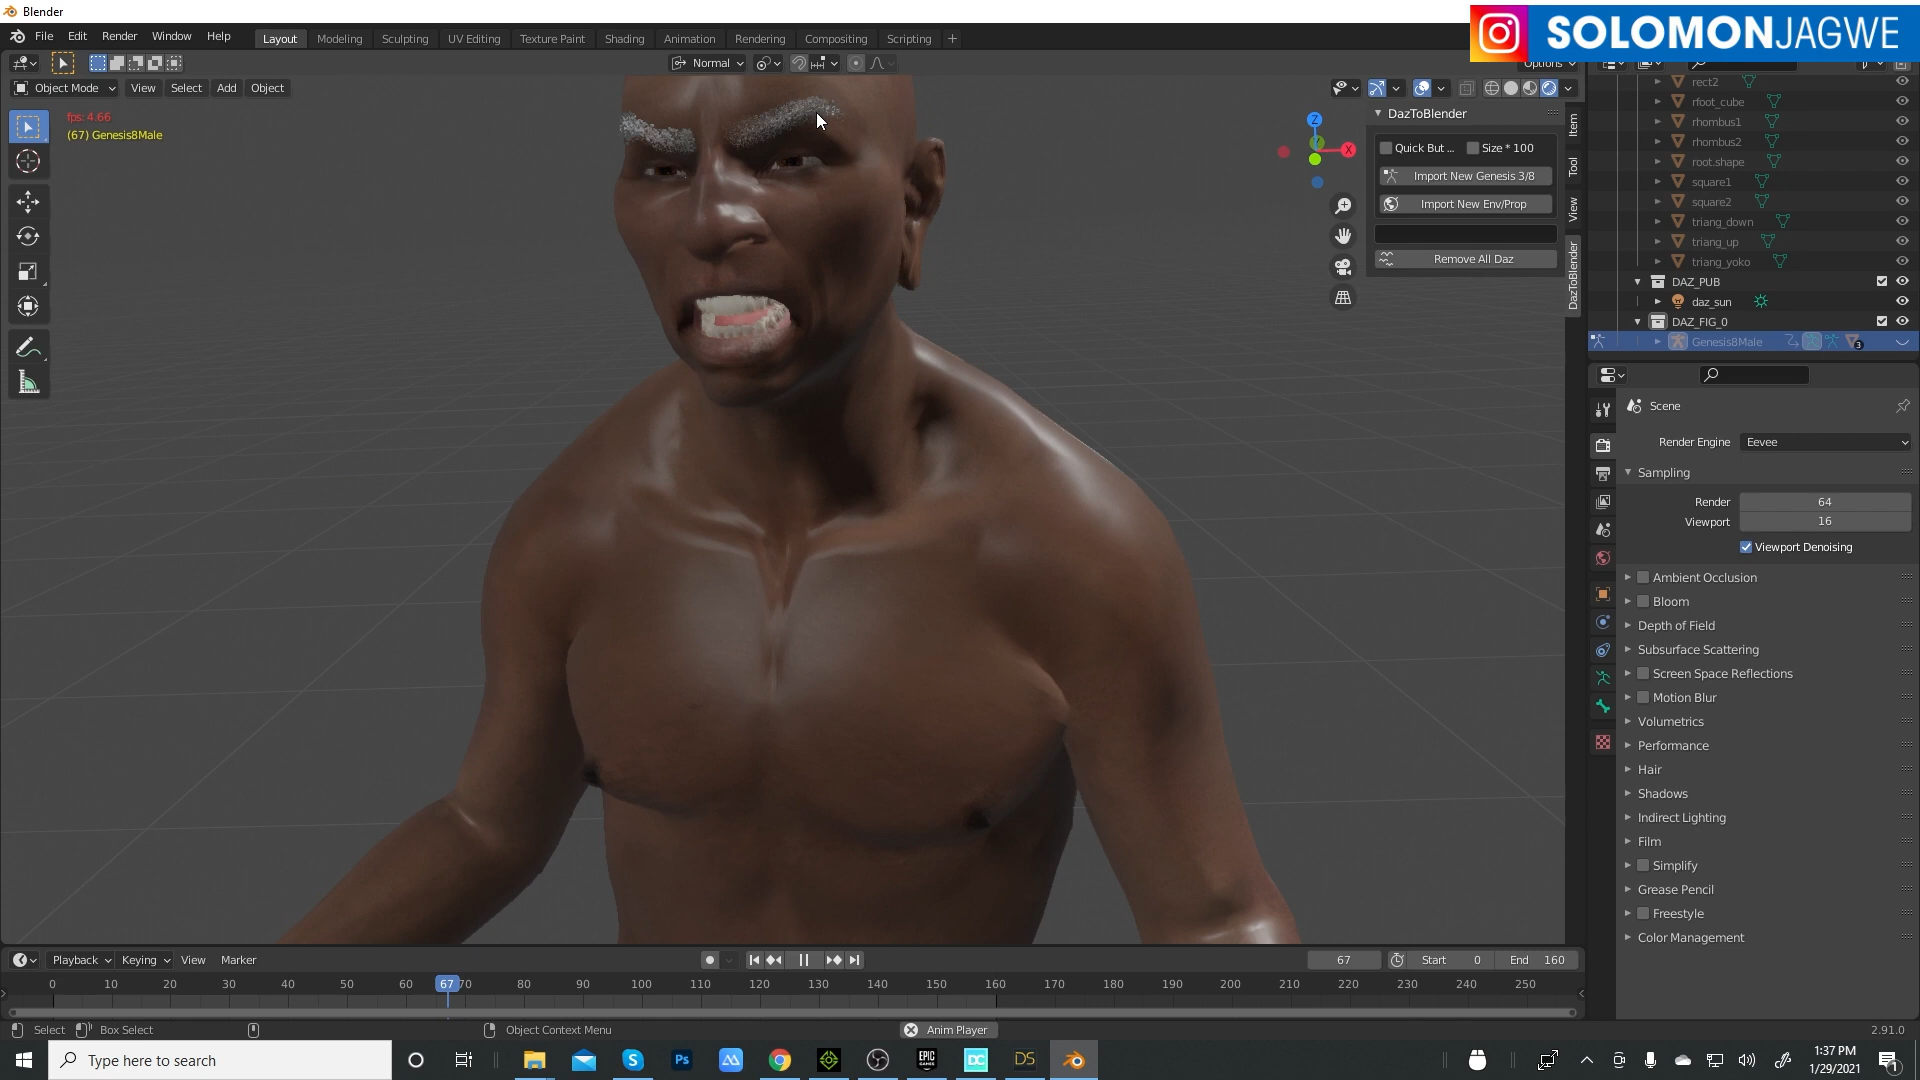 Blender
SOLOMONJAGWE
File Edit Render Window Help
Layout Modeling Sculpting UV Editing Texture Paint Shading Animation Rendering Compositing Scripting +
Normal
Options
Object Mode View Select Add Object
fps: 4.66
(67) Genesis8Male
Z
X
DazToBlender
Quick But ... Size * 100
Import New Genesis 3/8
Import New Env/Prop
Remove All Daz
Item
Tool
View
DazToBlender
rect2
rfoot_cube
rhombus1
rhombus2
root.shape
square1
square2
triang_down
triang_up
triang_yoko
DAZ_PUB
daz_sun
DAZ_FIG_0
Genesis8Male 3
Scene
Render Engine Eevee
Sampling
Render 64
Viewport 16
Viewport Denoising
Ambient Occlusion
Bloom
Depth of Field
Subsurface Scattering
Screen Space Reflections
Motion Blur
Volumetrics
Performance
Hair
Shadows
Indirect Lighting
Film
Simplify
Grease Pencil
Freestyle
Color Management
Playback Keying View Marker
67 Start 0 End 160
0 10 20 30 40 50 60 67 70 80 90 100 110 120 130 140 150 160 170 180 190 200 210 220 230 240 250
Select Box Select Object Context Menu Anim Player 2.91.0
Type here to search
Ps
EPIC GAMES
DC
DS
1:37 PM
1/29/2021
1